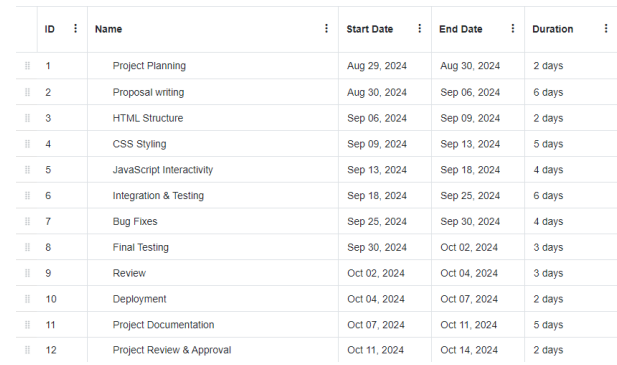 ID Name Start Date End Date Duration
1 Project Planning Aug 29, 2024 Aug 30, 2024 2 days
2 Proposal writing Aug 30, 2024 Sep 06, 2024 6 days
3 HTML Structure Sep 06, 2024 Sep 09, 2024 2 days
4 CSS Styling Sep 09, 2024 Sep 13, 2024 5 days
5 JavaScript Interactivity Sep 13, 2024 Sep 18, 2024 4 days
6 Integration & Testing Sep 18, 2024 Sep 25, 2024 6 days
7 Bug Fixes Sep 25, 2024 Sep 30, 2024 4 days
8 Final Testing Sep 30, 2024 Oct 02, 2024 3 days
9 Review Oct 02, 2024 Oct 04, 2024 3 days
10 Deployment Oct 04, 2024 Oct 07, 2024 2 days
11 Project Documentation Oct 07, 2024 Oct 11, 2024 5 days
12 Project Review & Approval Oct 11, 2024 Oct 14, 2024 2 days